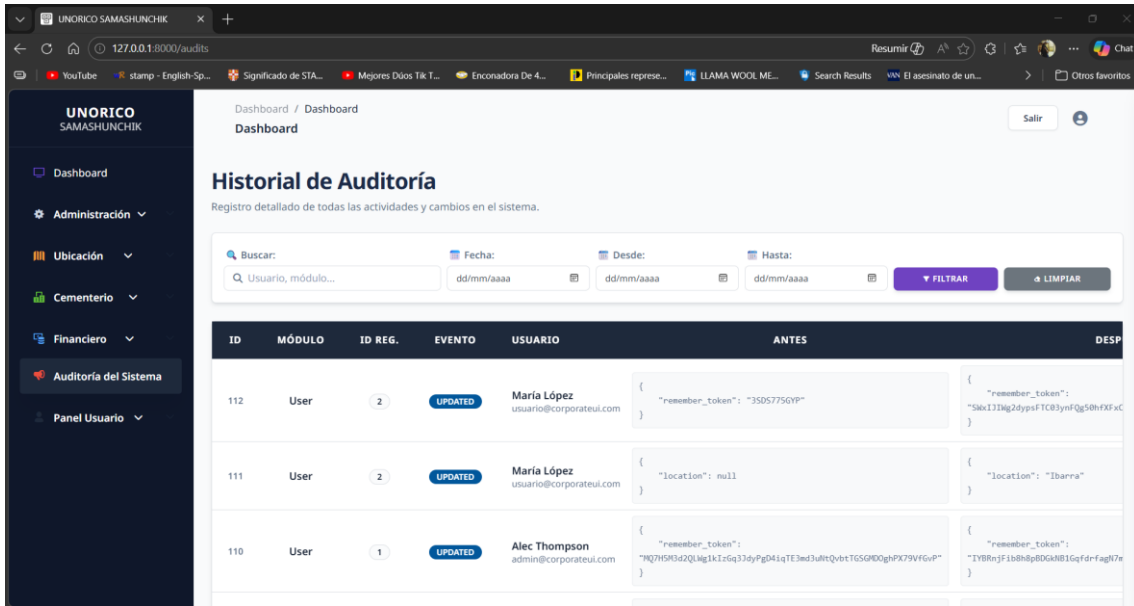 UNORICO SAMASHUNCHIK
127.0.0.1:8000/audits
Resumir
Chat
YouTube
stamp - English-Sp...
Significado de STA...
Mejores Dúos Tik T...
Enconadora De 4...
Principales represe...
LLAMA WOOL ME...
Search Results
VAN El asesinato de un...
Otros favoritos
UNORICO
SAMASHUNCHIK
Dashboard
Administración
Ubicación
Cementerio
Financiero
Auditoría del Sistema
Panel Usuario
Dashboard / Dashboard
Dashboard
Salir
Historial de Auditoría
Registro detallado de todas las actividades y cambios en el sistema.
Buscar:
Fecha:
Desde:
Hasta:
Usuario, módulo...
dd/mm/aaaa
dd/mm/aaaa
dd/mm/aaaa
FILTRAR
LIMPIAR
ID MÓDULO ID REG. EVENTO USUARIO ANTES DESP
112 User 2 UPDATED
María López
usuario@corporateui.com
{
"remember_token": "3SDS775GYP"
}
{
"remember_token":
}
111 User 2 UPDATED
María López
usuario@corporateui.com
{
"location": null
}
{
"location": "Ibarra"
}
110 User 1 UPDATED
Alec Thompson
admin@corporateui.com
{
"remember_token":
}
{
"remember_token":
}